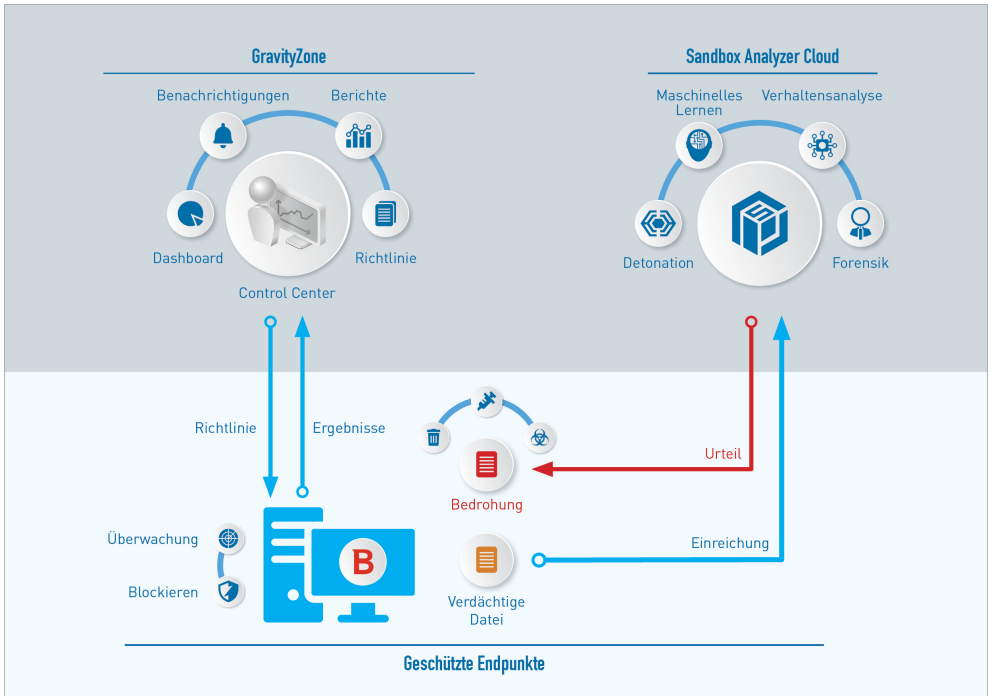 GravityZone
Benachrichtigungen
Berichte
Dashboard
Richtlinie
Control Center
Sandbox Analyzer Cloud
Maschinelles
Lernen
Verhaltensanalyse
Detonation
Forensik
Richtlinie
Ergebnisse
Urteil
Bedrohung
Überwachung
Blockieren
B
Einreichung
Verdächtige
Datei
Geschützte Endpunkte